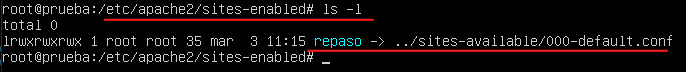 root@prueba:/etc/apache2/sites-enabled# ls -l
total 0
lrwxrwxrwx 1 root root 35 mar  3 11:15 repaso -> ../sites-available/000-default.conf
root@prueba:/etc/apache2/sites-enabled# _